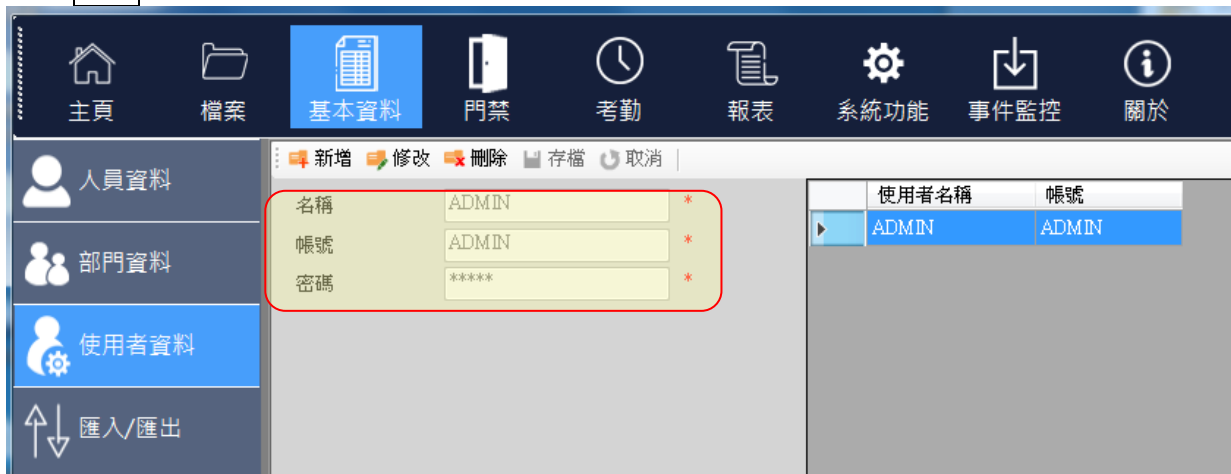 主頁 檔案 基本資料 門禁 考勤 報表 系統功能 事件監控 關於
人員資料
部門資料
使用者資料
匯入/匯出
新增 修改 刪除 存檔 取消
名稱 ADMIN *
帳號 ADMIN *
密碼 ***** *
使用者名稱 帳號
ADMIN ADMIN